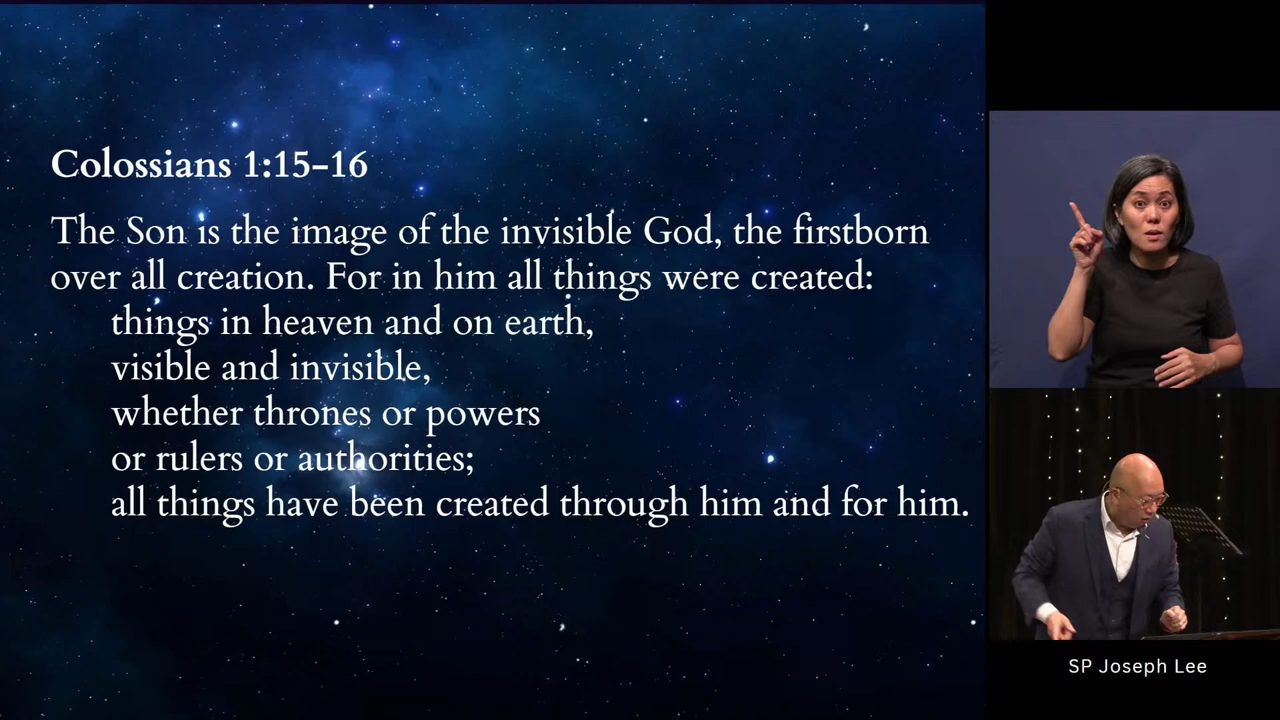 Colossians 1:15-16
The Son is the image of the invisible God, the firstborn
over all creation. For in him all things were created:
things in heaven and on earth,
visible and invisible,
whether thrones or powers
or rulers or authorities;
all things have been created through him and for him.
SP Joseph Lee